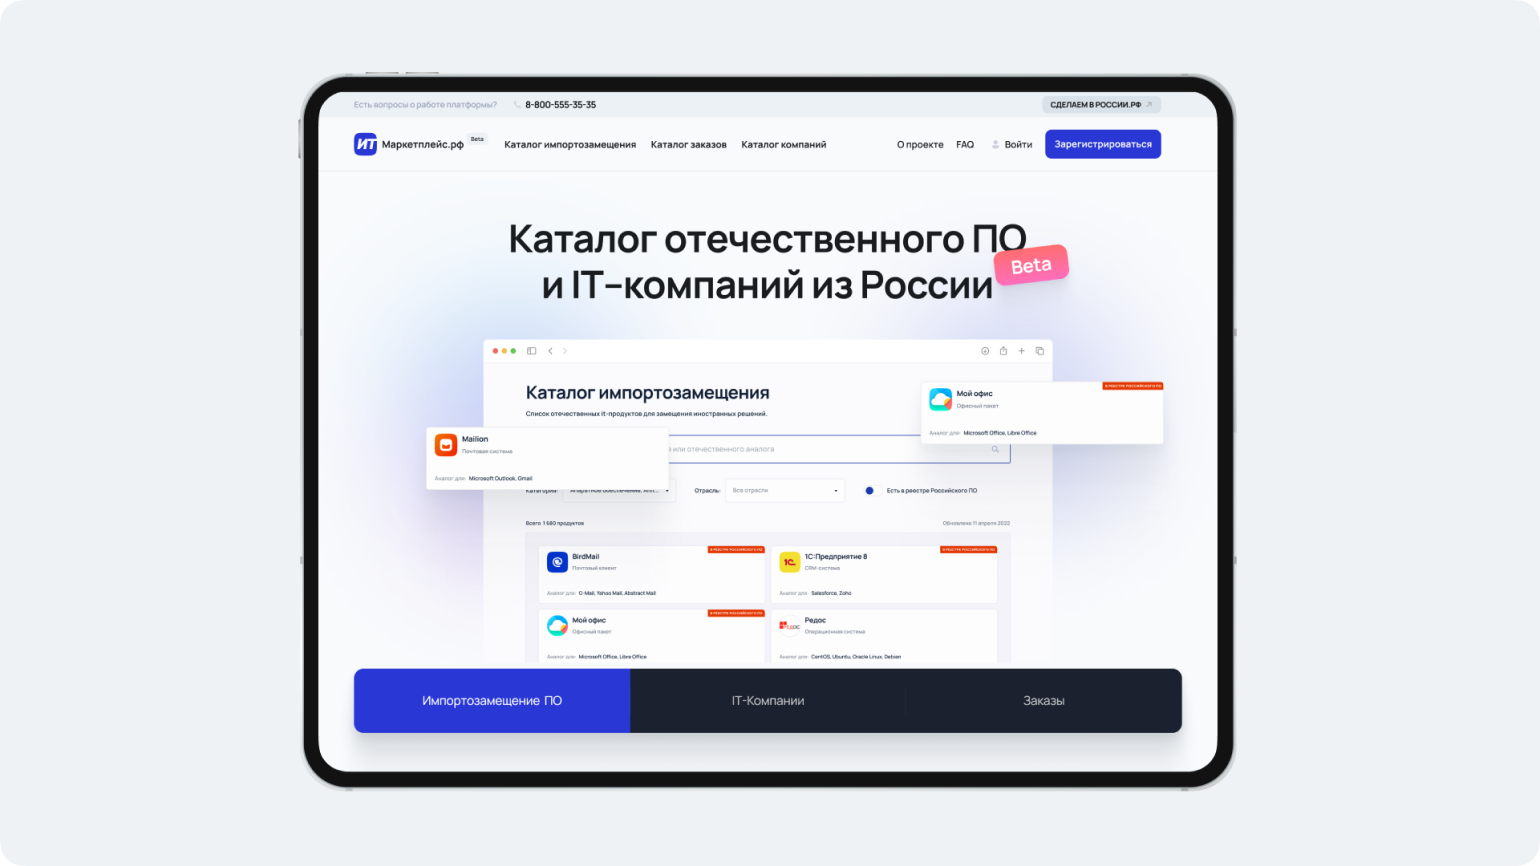 Есть вопросы о работе платформы?
8-800-555-35-35
СДЕЛАЕМ В РОССИИ.РФ
ИТ Маркетплейс.рф Beta
Каталог импортозамещения
Каталог заказов
Каталог компаний
О проекте
FAQ
Войти
Зарегистрироваться
Каталог отечественного ПО
и IT-компаний из России
Beta
Каталог импортозамещения
Список отечественных it-продуктов для замещения иностранных решений.
Мой офис
В РЕЕСТРЕ РОССИЙСКОГО ПО
Офисный пакет
Аналог для: Microsoft Office, Libre Office
Mailion
Почтовая система
Аналог для: Microsoft Outlook, Gmail
или отечественного аналога
Отрасль:
Все отрасли
Есть в реестре Российского ПО
Всего 1 680 продуктов
Обновлено 11 апреля 2022
BirdMail
В РЕЕСТРЕ РОССИЙСКОГО ПО
Почтовый клиент
Аналог для: O-Mail, Yahoo Mail, Abstract Mail
1С
1С:Предприятие 8
В РЕЕСТРЕ РОССИЙСКОГО ПО
CRM-система
Аналог для: Salesforce, Zoho
Мой офис
В РЕЕСТРЕ РОССИЙСКОГО ПО
Офисный пакет
Аналог для: Microsoft Office, Libre Office
РЕДОС
Редос
Операционная система
Аналог для: CentOS, Ubuntu, Oracle Linux, Debian
Импортозамещение ПО
IT-Компании
Заказы